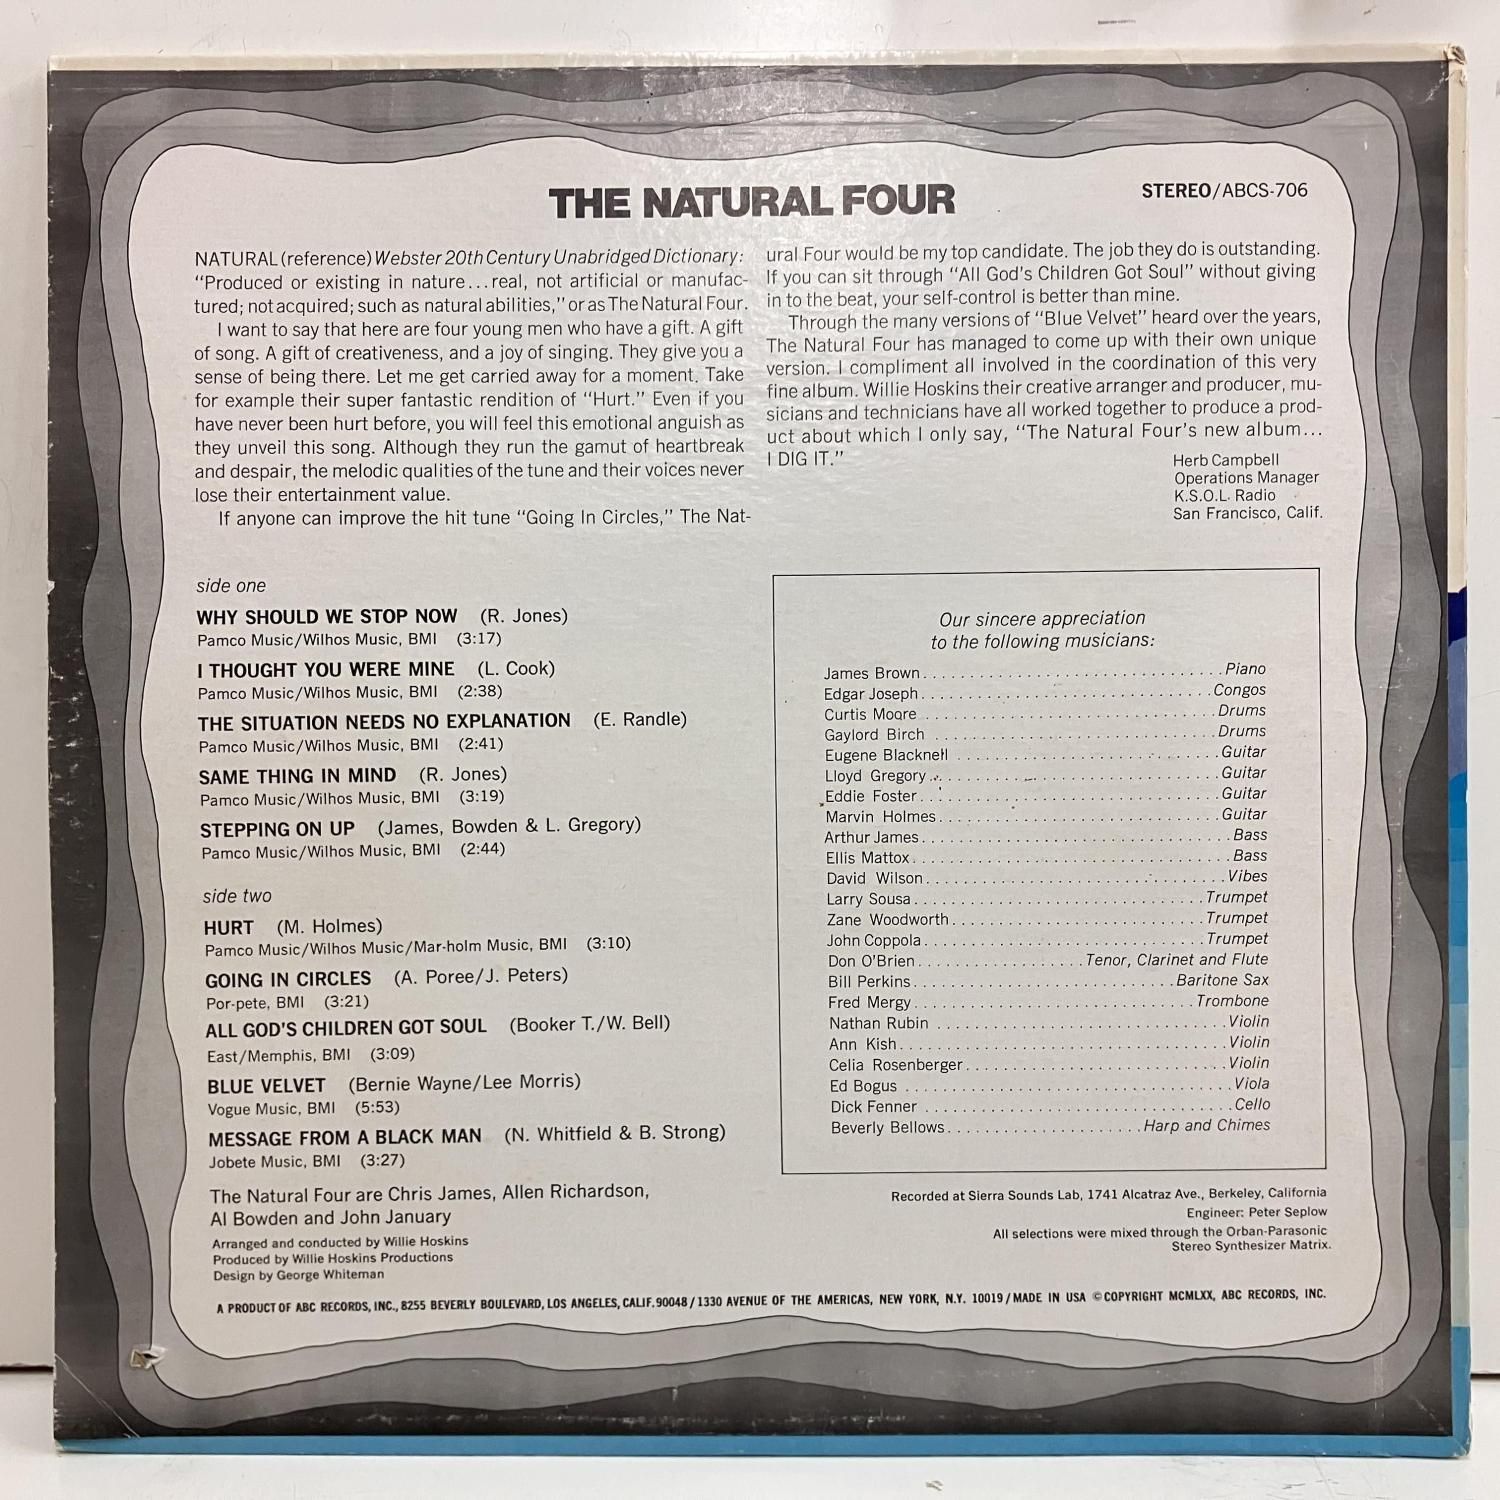 THE NATURAL FOUR
STEREO/ABCS-706
NATURAL (reference) Webster 20th Century Unabridged Dictionary:
"Produced or existing in nature...real, not artificial or manufac-
tured; not acquired; such as natural abilities," or as The Natural Four.
I want to say that here are four young men who have a gift. A gift
of song. A gift of creativeness, and a joy of singing. They give you a
sense of being there. Let me get carried away for a moment. Take
for example their super fantastic rendition of "Hurt." Even if you
have never been hurt before, you will feel this emotional anguish as
they unveil this song. Although they run the gamut of heartbreak
and despair, the melodic qualities of the tune and their voices never
lose their entertainment value.
If anyone can improve the hit tune "Going In Circles," The Nat-
ural Four would be my top candidate. The job they do is outstanding.
If you can sit through "All God's Children Got Soul" without giving
in to the beat, your self-control is better than mine.
Through the many versions of "Blue Velvet" heard over the years,
The Natural Four has managed to come up with their own unique
version. I compliment all involved in the coordination of this very
fine album. Willie Hoskins their creative arranger and producer, mu-
sicians and technicians have all worked together to produce a prod-
uct about which I only say, "The Natural Four's new album...
I DIG IT."
Herb Campbell
Operations Manager
K.S.O.L. Radio
San Francisco, Calif.
side one
WHY SHOULD WE STOP NOW (R. Jones)
Pamco Music/Wilhos Music, BMI (3:17)
I THOUGHT YOU WERE MINE (L. Cook)
Pamco Music/Wilhos Music, BMI (2:38)
THE SITUATION NEEDS NO EXPLANATION (E. Randle)
Pamco Music/Wilhos Music, BMI (2:41)
SAME THING IN MIND (R. Jones)
Pamco Music/Wilhos Music, BMI (3:19)
STEPPING ON UP (James, Bowden & L. Gregory)
Pamco Music/Wilhos Music, BMI (2:44)
side two
HURT (M. Holmes)
Pamco Music/Wilhos Music/Mar-holm Music, BMI (3:10)
GOING IN CIRCLES (A. Poree/J. Peters)
Por-pete, BMI (3:21)
ALL GOD'S CHILDREN GOT SOUL (Booker T./W. Bell)
East/Memphis, BMI (3:09)
BLUE VELVET (Bernie Wayne/Lee Morris)
Vogue Music, BMI (5:53)
MESSAGE FROM A BLACK MAN (N. Whitfield & B. Strong)
Jobete Music, BMI (3:27)
The Natural Four are Chris James, Allen Richardson,
Al Bowden and John January
Arranged and conducted by Willie Hoskins
Produced by Willie Hoskins Productions
Design by George Whiteman
Our sincere appreciation
to the following musicians:
James Brown.............................Piano
Edgar Joseph.............................Congos
Curtis Moore.............................Drums
Gaylord Birch.............................Drums
Eugene Blacknell.............................Guitar
Lloyd Gregory.............................Guitar
Eddie Foster.............................Guitar
Marvin Holmes.............................Guitar
Arthur James.............................Bass
Ellis Mattox.............................Bass
David Wilson.............................Vibes
Larry Sousa.............................Trumpet
Zane Woodworth.............................Trumpet
John Coppola.............................Trumpet
Don O'Brien.................Tenor, Clarinet and Flute
Bill Perkins.........................Baritone Sax
Fred Mergy.............................Trombone
Nathan Rubin.............................Violin
Ann Kish.............................Violin
Celia Rosenberger.............................Violin
Ed Bogus.............................Viola
Dick Fenner.............................Cello
Beverly Bellows....................Harp and Chimes
Recorded at Sierra Sounds Lab, 1741 Alcatraz Ave., Berkeley, California
Engineer: Peter Seplow
All selections were mixed through the Orban-Parasonic
Stereo Synthesizer Matrix.
A PRODUCT OF ABC RECORDS, INC., 8255 BEVERLY BOULEVARD, LOS ANGELES, CALIF. 90048 / 1330 AVENUE OF THE AMERICAS, NEW YORK, N.Y. 10019 / MADE IN USA © COPYRIGHT MCMLXX, ABC RECORDS, INC.